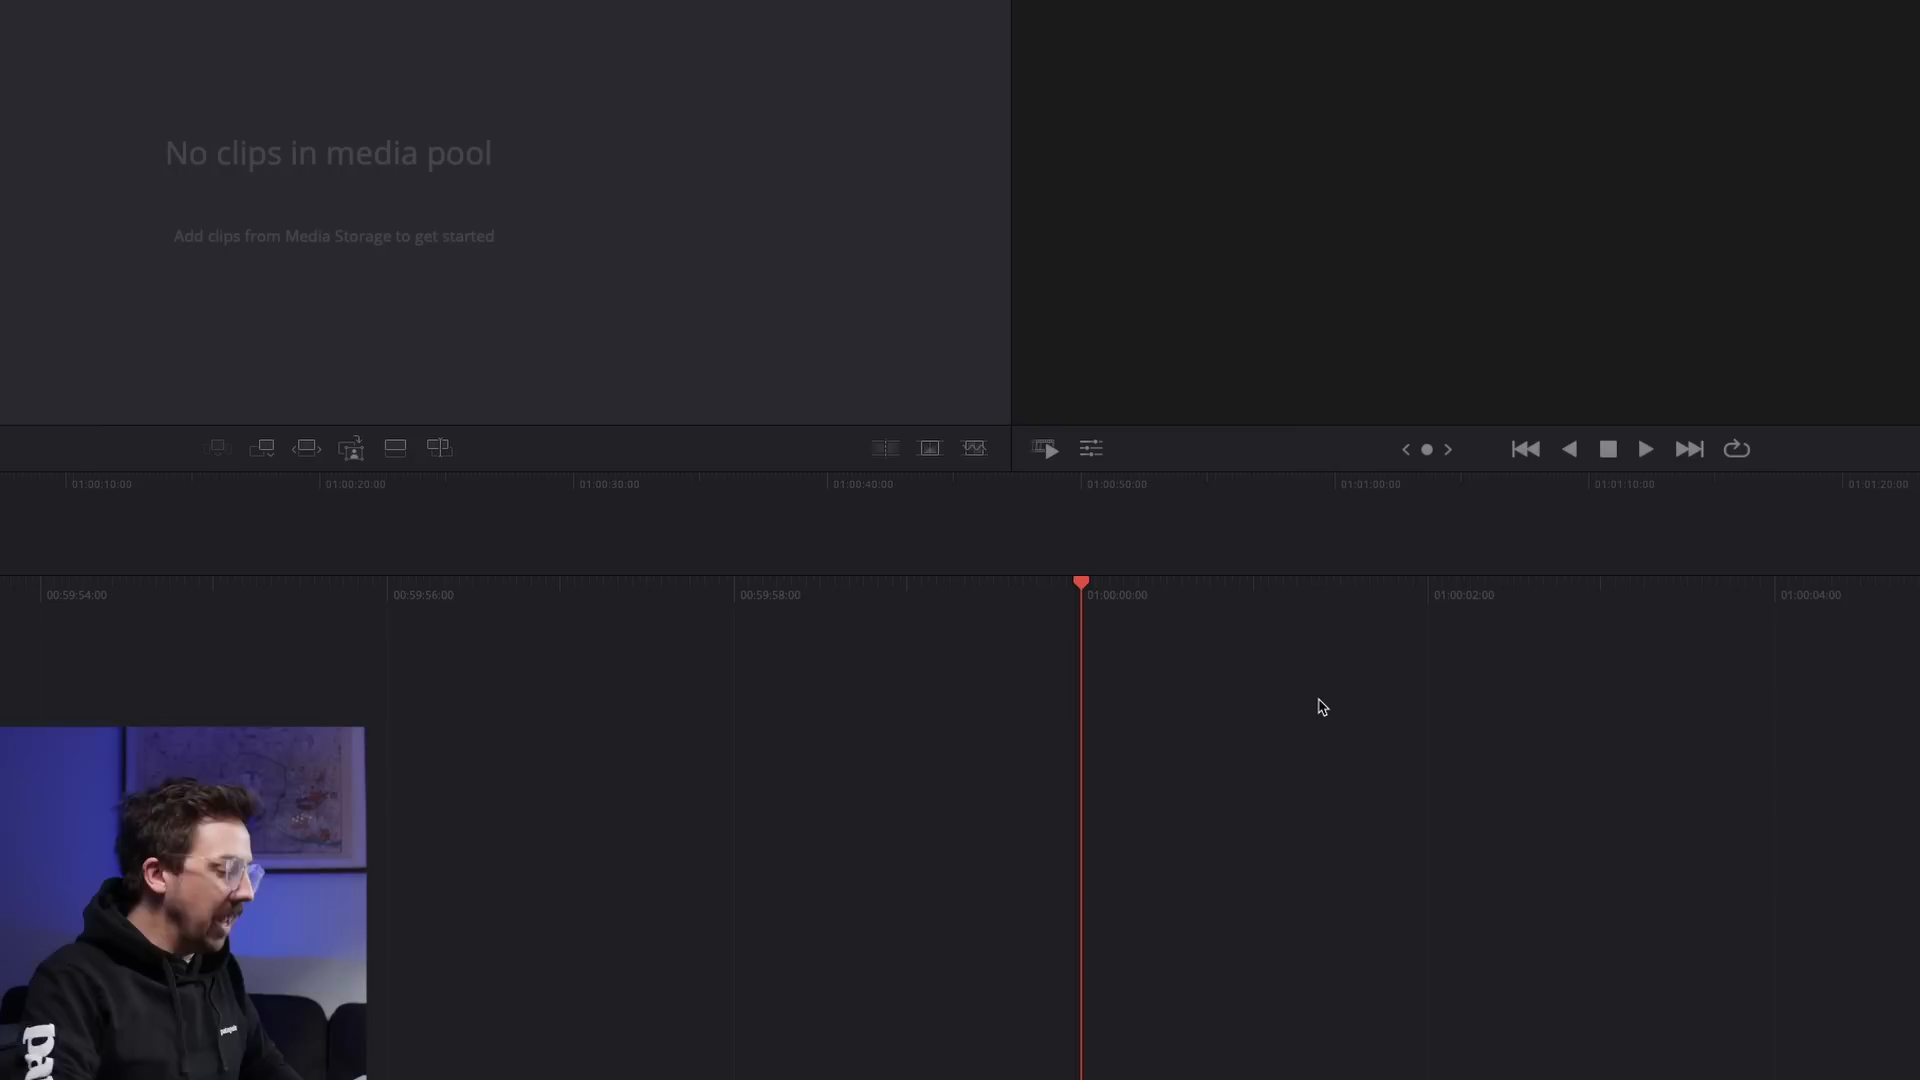 No clips in media pool
Add clips from Media Storage to get started
01:00:10:00 01:00:20:00 01:00:30:00 01:00:40:00 01:00:50:00 01:01:00:00 01:01:10:00 01:01:20:00
00:59:54:00 00:59:56:00 00:59:58:00 01:00:00:00 01:00:02:00 01:00:04:00
patagonia
pa